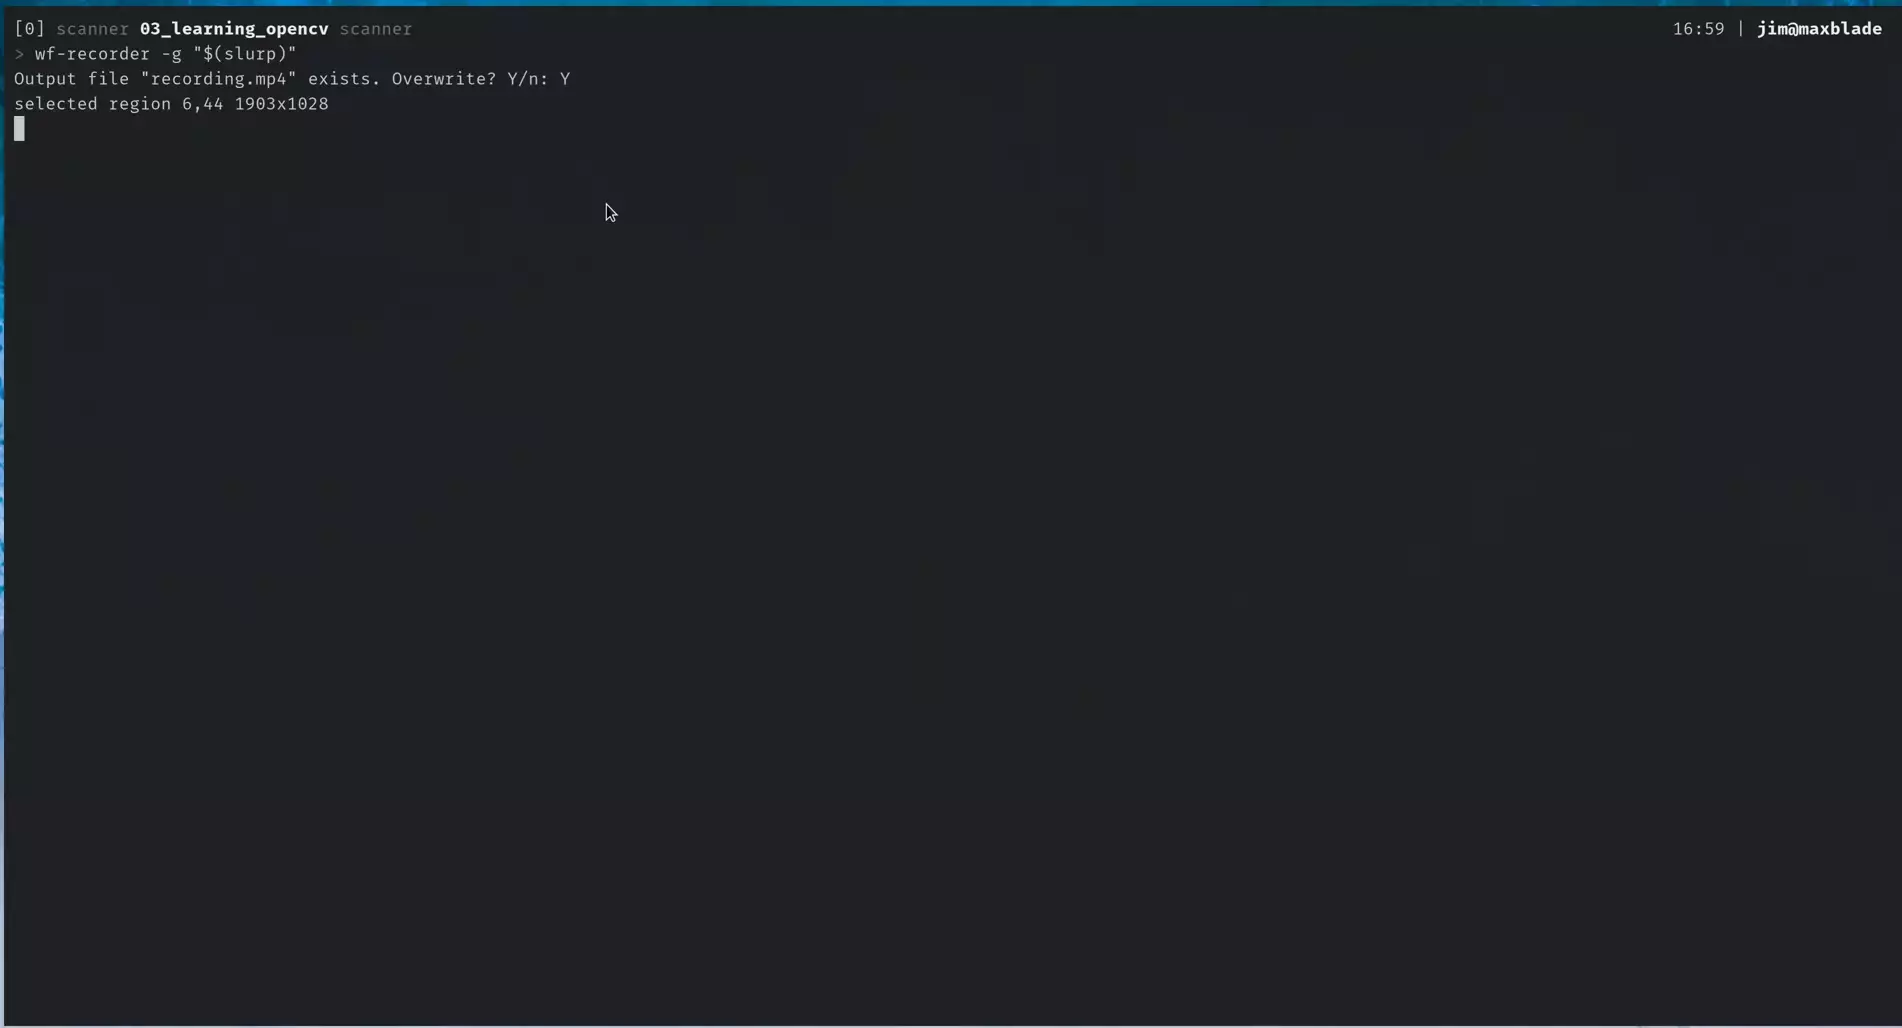 [0] scanner 03_learning_opencv scanner 16:59 | jim@maxblade
> wf-recorder -g "$(slurp)"
Output file "recording.mp4" exists. Overwrite? Y/n: Y
selected region 6,44 1903x1028